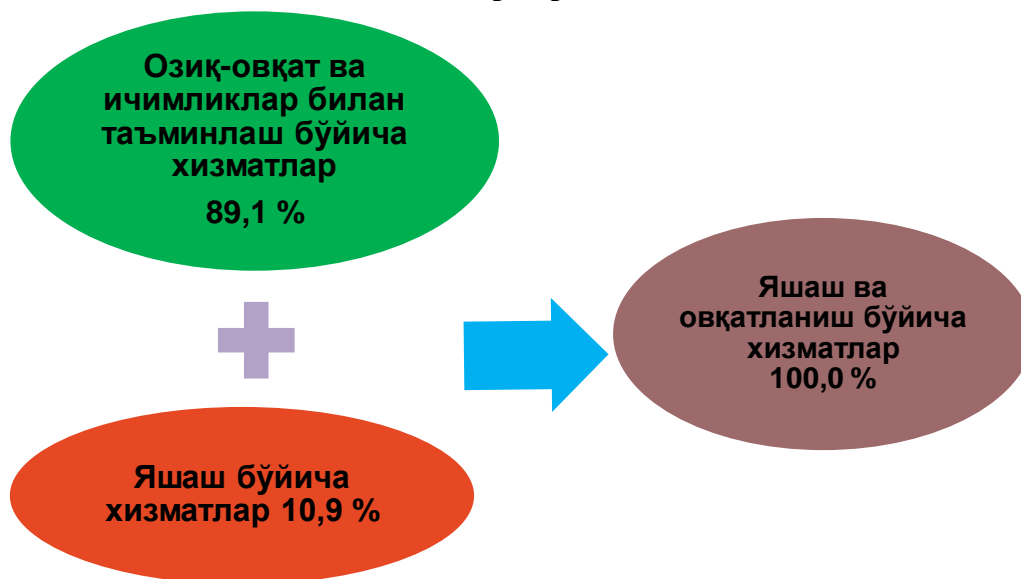 Озиқ-овқат ва
ичимликлар билан
таъминлаш бўйича
хизматлар
89,1 %
Яшаш ва
овқатланиш бўйича
хизматлар
100,0 %
Яшаш бўйича
хизматлар 10,9 %